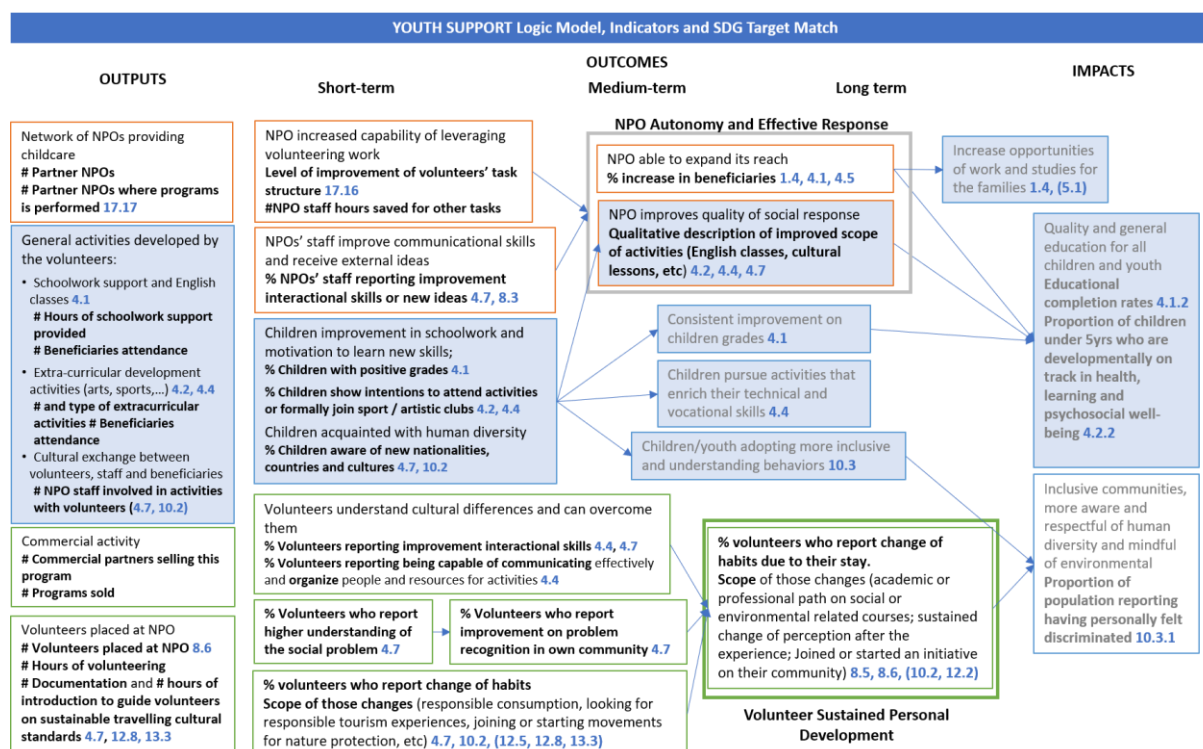 YOUTH SUPPORT Logic Model, Indicators and SDG Target Match
OUTPUTS
OUTCOMES
Short-term
Medium-term
Long term
IMPACTS
Network of NPOs providing
childcare
# Partner NPOs
# Partner NPOs where programs
is performed 17.17
General activities developed by
the volunteers:
• Schoolwork support and English
classes 4.1
# Hours of schoolwork support
provided
# Beneficiaries attendance
• Extra-curricular development
activities (arts, sports,...) 4.2, 4.4
# and type of extracurricular
activities # Beneficiaries
attendance
• Cultural exchange between
volunteers, staff and beneficiaries
# NPO staff involved in activities
with volunteers (4.7, 10.2)
Commercial activity
# Commercial partners selling this
program
# Programs sold
Volunteers placed at NPO
# Volunteers placed at NPO 8.6
# Hours of volunteering
# Documentation and # hours of
introduction to guide volunteers
on sustainable travelling cultural
standards 4.7, 12.8, 13.3
NPO increased capability of leveraging
volunteering work
Level of improvement of volunteers' task
structure 17.16
#NPO staff hours saved for other tasks
NPOs' staff improve communicational skills
and receive external ideas
% NPOs' staff reporting improvement
interactional skills or new ideas 4.7, 8.3
Children improvement in schoolwork and
motivation to learn new skills;
% Children with positive grades 4.1
% Children show intentions to attend activities
or formally join sport / artistic clubs 4.2, 4.4
Children acquainted with human diversity
% Children aware of new nationalities,
countries and cultures 4.7, 10.2
Volunteers understand cultural differences and can overcome
them
% Volunteers reporting improvement interactional skills 4.4, 4.7
% Volunteers reporting being capable of communicating effectively
and organize people and resources for activities 4.4
% Volunteers who report
higher understanding of
the social problem 4.7
% Volunteers who report
improvement on problem
recognition in own community 4.7
% volunteers who report change of habits
Scope of those changes (responsible consumption, looking for
responsible tourism experiences, joining or starting movements
for nature protection, etc) 4.7, 10.2, (12.5, 12.8, 13.3)
NPO Autonomy and Effective Response
NPO able to expand its reach
% increase in beneficiaries 1.4, 4.1, 4.5
NPO improves quality of social response
Qualitative description of improved scope
of activities (English classes, cultural
lessons, etc) 4.2, 4.4, 4.7
Consistent improvement on
children grades 4.1
Children pursue activities that
enrich their technical and
vocational skills 4.4
Children/youth adopting more inclusive
and understanding behaviors 10.3
% volunteers who report change of
habits due to their stay.
Scope of those changes (academic or
professional path on social or
environmental related courses; sustained
change of perception after the
experience; Joined or started an initiative
on their community) 8.5, 8.6, (10.2, 12.2)
Volunteer Sustained Personal
Development
Increase opportunities
of work and studies for
the families 1.4, (5.1)
Quality and general
education for all
children and youth
Educational
completion rates 4.1.2
Proportion of children
under 5yrs who are
developmentally on
track in health,
learning and
psychosocial well-
being 4.2.2
Inclusive communities,
more aware and
respectful of human
diversity and mindful
of environmental
Proportion of
population reporting
having personally felt
discriminated 10.3.1